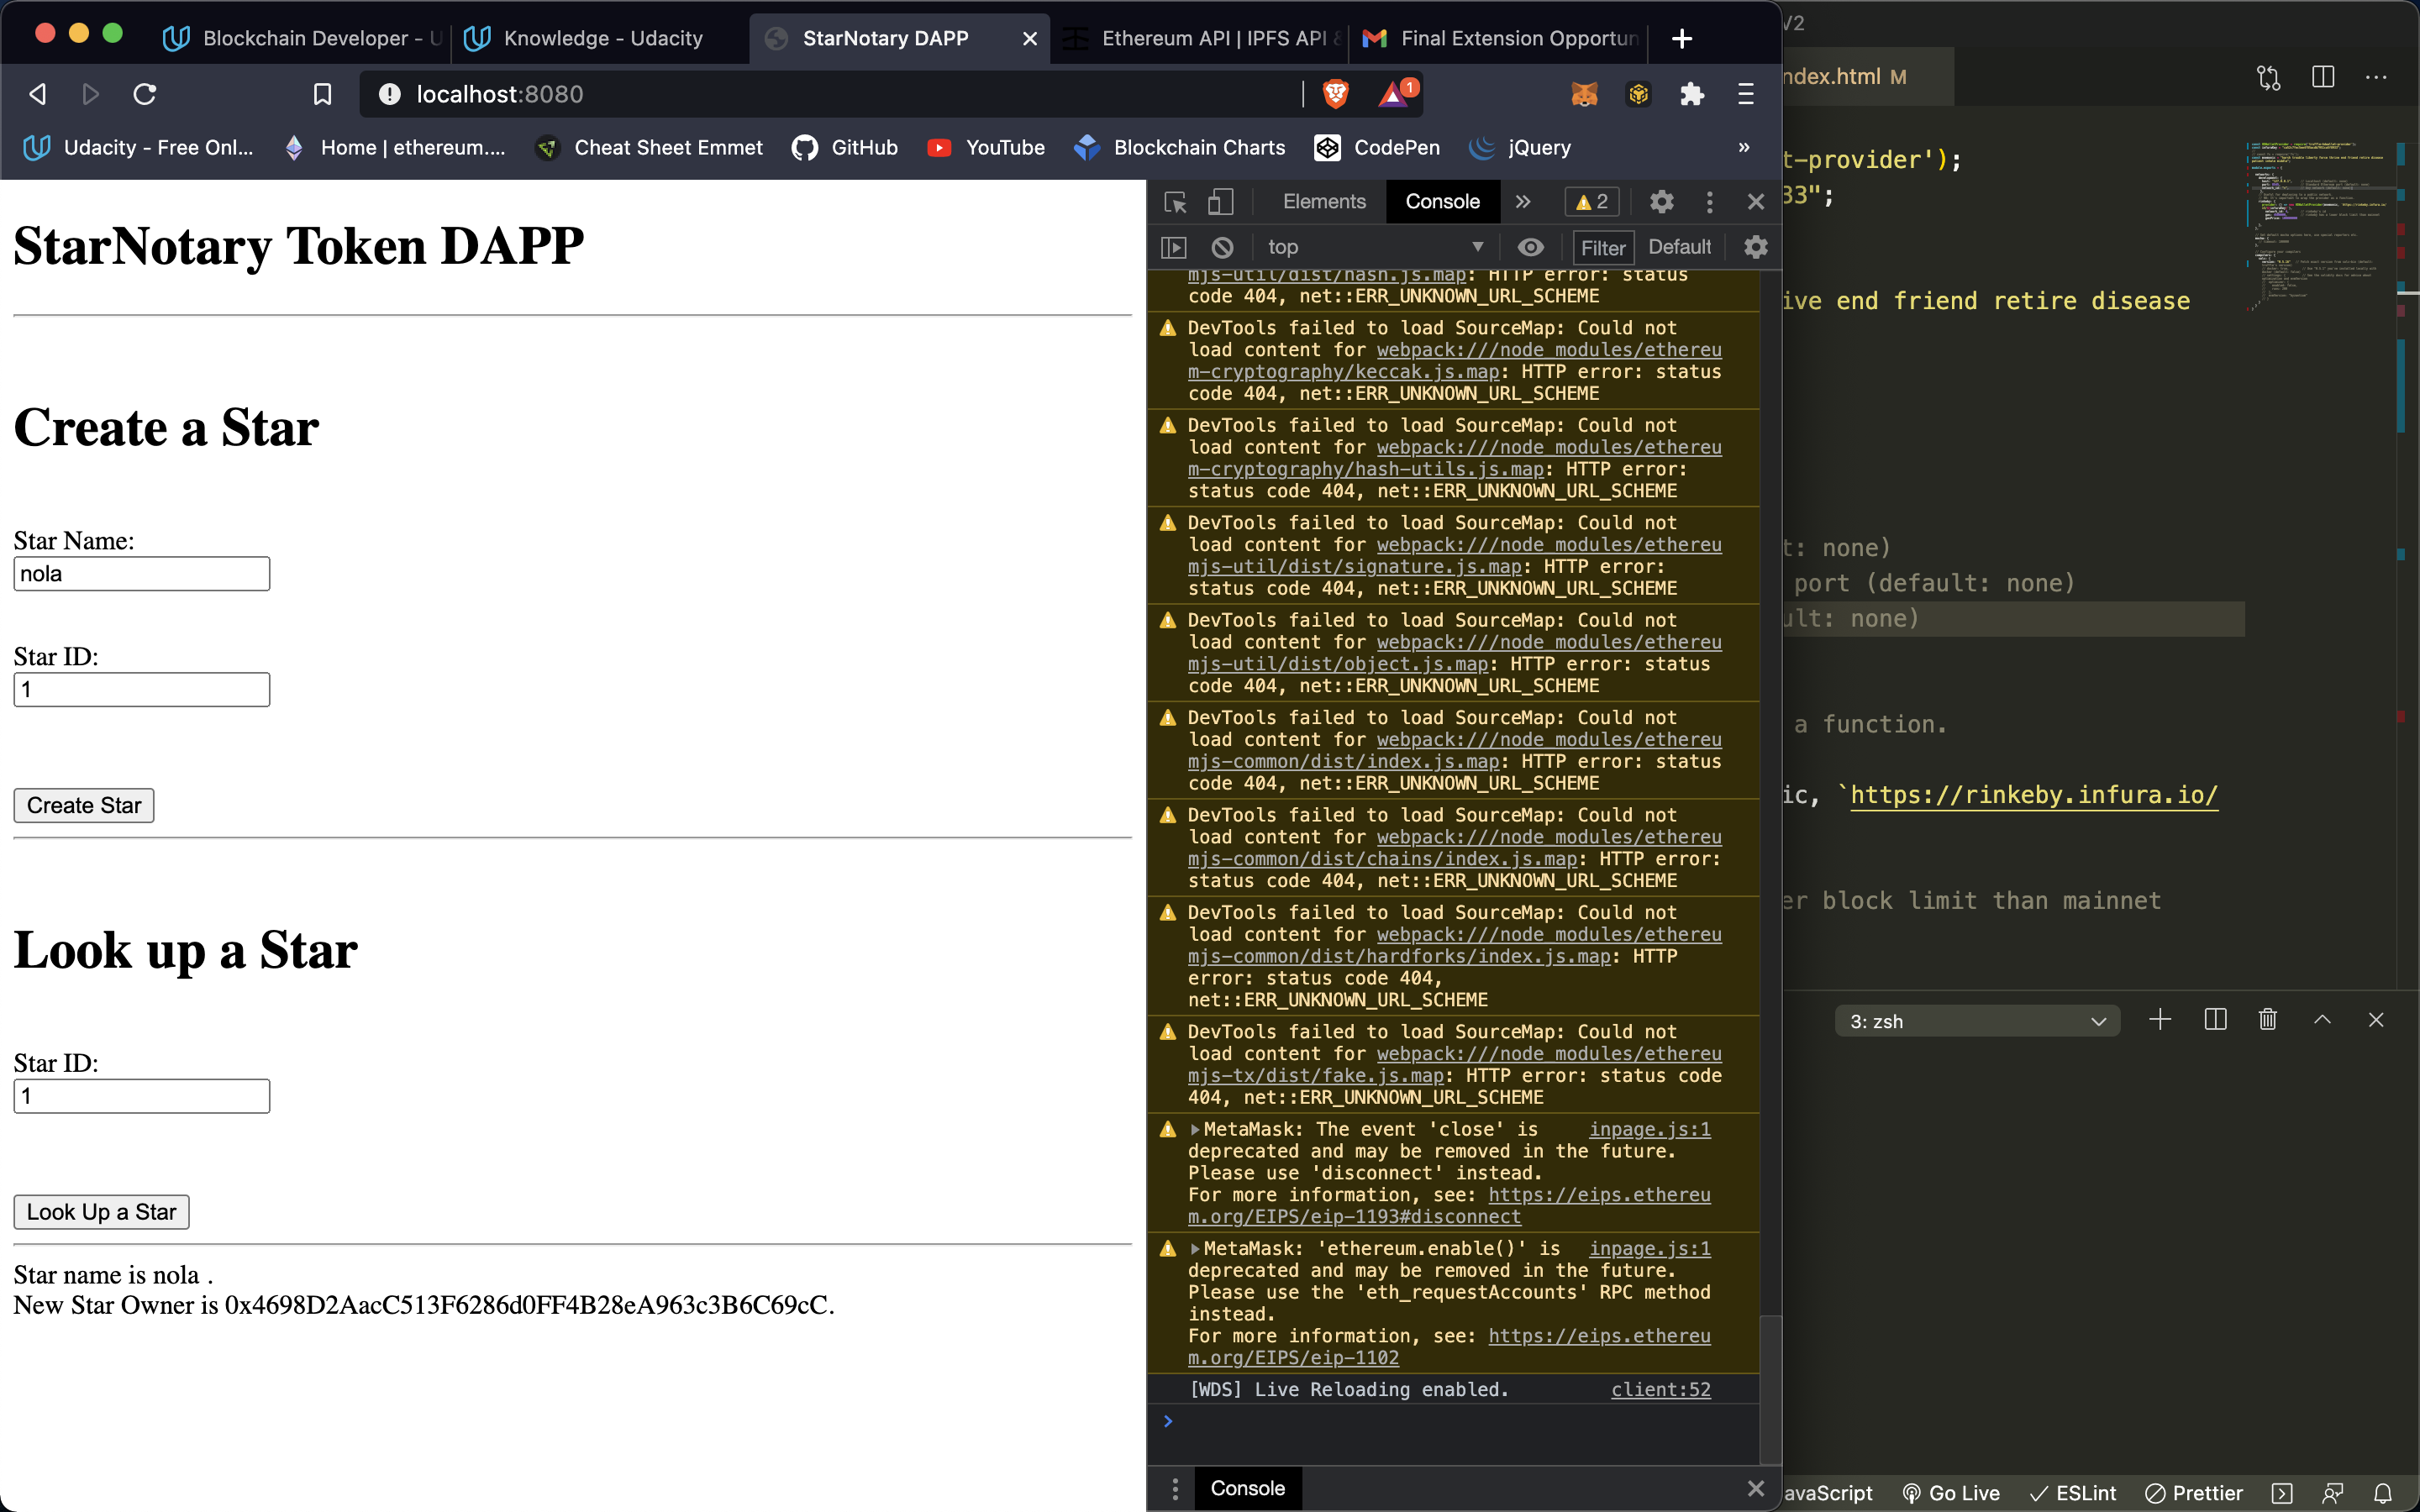 Blockchain Developer - U
Knowledge - Udacity
StarNotary DAPP
Ethereum API | IPFS API &
Final Extension Opportun
localhost:8080
1
Udacity - Free Onl...
Home | ethereum....
Cheat Sheet Emmet
GitHub
YouTube
Blockchain Charts
CodePen
jQuery
»
StarNotary Token DAPP
Create a Star
Star Name:
nola
Star ID:
1
Create Star
Look up a Star
Star ID:
1
Look Up a Star
Star name is nola .
New Star Owner is 0x4698D2AacC513F6286d0FF4B28eA963c3B6C69cC.
Elements
Console
»
2
top
Filter
Default
mjs-util/dist/hash.js.map: HTTP error: status
code 404, net::ERR_UNKNOWN_URL_SCHEME
DevTools failed to load SourceMap: Could not
load content for webpack:///node_modules/ethereu
m-cryptography/keccak.js.map: HTTP error: status
code 404, net::ERR_UNKNOWN_URL_SCHEME
DevTools failed to load SourceMap: Could not
load content for webpack:///node_modules/ethereu
m-cryptography/hash-utils.js.map: HTTP error:
status code 404, net::ERR_UNKNOWN_URL_SCHEME
DevTools failed to load SourceMap: Could not
load content for webpack:///node_modules/ethereu
mjs-util/dist/signature.js.map: HTTP error:
status code 404, net::ERR_UNKNOWN_URL_SCHEME
DevTools failed to load SourceMap: Could not
load content for webpack:///node_modules/ethereu
mjs-util/dist/object.js.map: HTTP error: status
code 404, net::ERR_UNKNOWN_URL_SCHEME
DevTools failed to load SourceMap: Could not
load content for webpack:///node_modules/ethereu
mjs-common/dist/index.js.map: HTTP error: status
code 404, net::ERR_UNKNOWN_URL_SCHEME
DevTools failed to load SourceMap: Could not
load content for webpack:///node_modules/ethereu
mjs-common/dist/chains/index.js.map: HTTP error:
status code 404, net::ERR_UNKNOWN_URL_SCHEME
DevTools failed to load SourceMap: Could not
load content for webpack:///node_modules/ethereu
mjs-common/dist/hardforks/index.js.map: HTTP
error: status code 404,
net::ERR_UNKNOWN_URL_SCHEME
DevTools failed to load SourceMap: Could not
load content for webpack:///node_modules/ethereu
mjs-tx/dist/fake.js.map: HTTP error: status code
404, net::ERR_UNKNOWN_URL_SCHEME
MetaMask: The event 'close' is inpage.js:1
deprecated and may be removed in the future.
Please use 'disconnect' instead.
For more information, see: https://eips.ethereu
m.org/EIPS/eip-1193#disconnect
MetaMask: 'ethereum.enable()' is inpage.js:1
deprecated and may be removed in the future.
Please use the 'eth_requestAccounts' RPC method
instead.
For more information, see: https://eips.ethereu
m.org/EIPS/eip-1102
[WDS] Live Reloading enabled. client:52
Console
V2
ndex.html M
t-provider');
33";
ive end friend retire disease
t: none)
port (default: none)
ult: none)
a function.
ic, `https://rinkeby.infura.io/
er block limit than mainnet
3: zsh
avaScript
Go Live
ESLint
Prettier